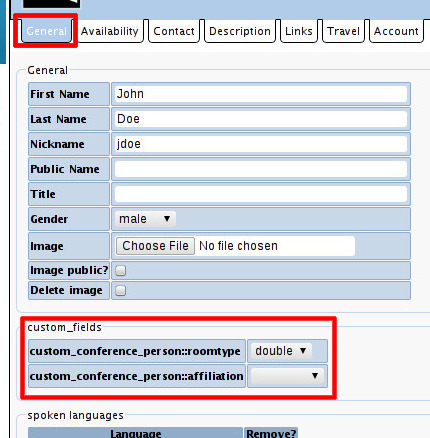 General Availability Contact Description Links Travel Account
General
First Name John
Last Name Doe
Nickname jdoe
Public Name
Title
Gender male
Image Choose File No file chosen
Image public?
Delete image
custom_fields
custom_conference_person::roomtype double
custom_conference_person::affiliation
spoken languages
Language Remove?